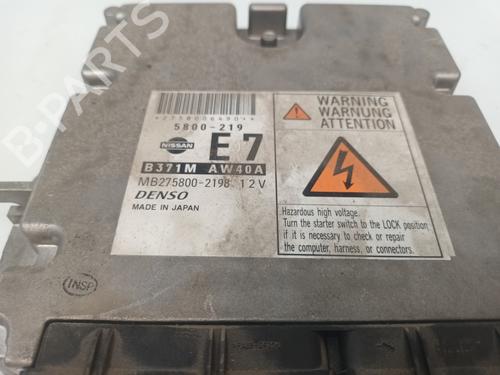 B-PARTS
*2758006490**
5800-219
NISSAN
E 7
B371M AW40A
MB275800-2198 12V
DENSO
MADE IN JAPAN
WARNING
WARNUNG
ATTENTION
Hazardous high voltage.
Turn the starter switch to the LOCK position
if it is necessary to check or repair
the computer, harness, or connectors.
INSP